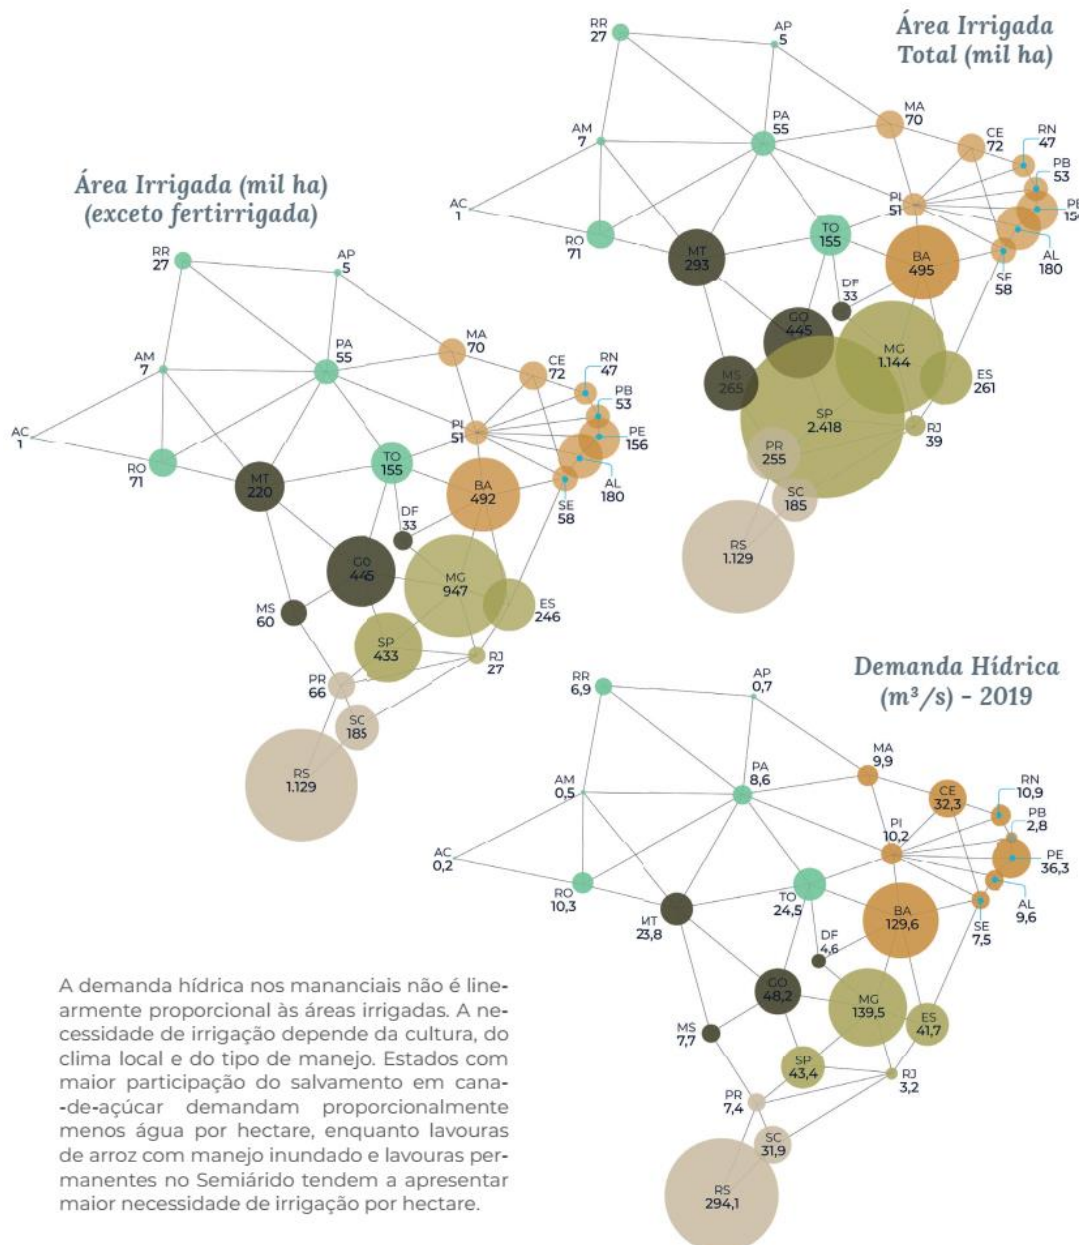 Área Irrigada
Total (mil ha)
RR
27
AP
5
AM
7
PA
55
MA
70
CE
72
RN
47
PB
53
PE
AC
1
RO
71
MT
293
TO
155
PI
51
BA
495
SE
58
AL
180
DF
33
GO
445
MG
1.144
ES
261
MS
265
SP
2.418
RJ
39
PR
255
SC
185
RS
1.129
Área Irrigada (mil ha)
(exceto fertirrigada)
RR
27
AP
5
AM
7
PA
55
MA
70
CE
72
RN
47
PB
53
PE
156
AC
1
RO
71
MT
220
TO
155
PI
51
BA
492
SE
58
AL
180
DF
33
GO
445
MG
947
ES
246
MS
60
SP
433
RJ
27
PR
66
SC
185
RS
1.129
Demanda Hídrica
(m³/s) – 2019
RR
6,9
AP
0,7
AM
0,5
PA
8,6
MA
9,9
CE
32,3
RN
10,9
PB
2,8
PE
36,3
AC
0,2
RO
10,3
MT
23,8
TO
24,5
PI
10,2
BA
129,6
SE
7,5
AL
9,6
DF
4,6
GO
48,2
MG
139,5
ES
41,7
MS
7,7
SP
43,4
RJ
3,2
PR
7,4
SC
31,9
RS
294,1
A demanda hídrica nos mananciais não é line-
armente proporcional às áreas irrigadas. A ne-
cessidade de irrigação depende da cultura, do
clima local e do tipo de manejo. Estados com
maior participação do salvamento em cana-
-de-açúcar demandam proporcionalmente
menos água por hectare, enquanto lavouras
de arroz com manejo inundado e lavouras per-
manentes no Semiárido tendem a apresentar
maior necessidade de irrigação por hectare.